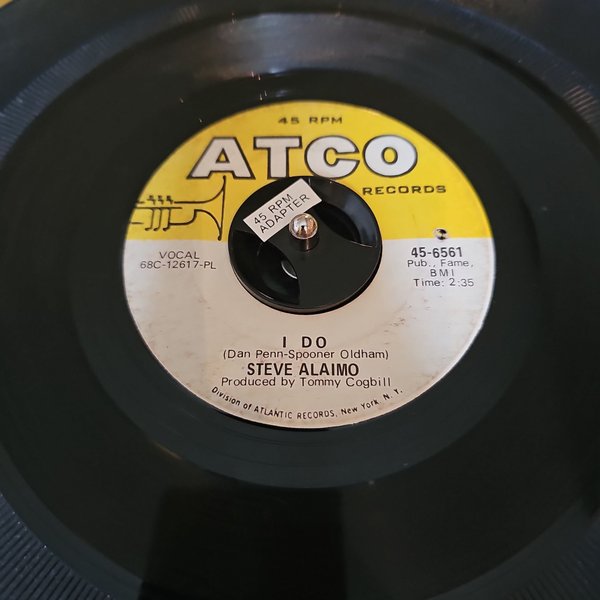 45 RPM
ATCO
RECORDS
45 RPM
ADAPTER
VOCAL
68C-12617-PL
45-6561
Pub., Fame,
BMI
Time: 2:35
I DO
(Dan Penn-Spooner Oldham)
STEVE ALAIMO
Produced by Tommy Cogbill
Division of ATLANTIC RECORDS, New York, N. Y.